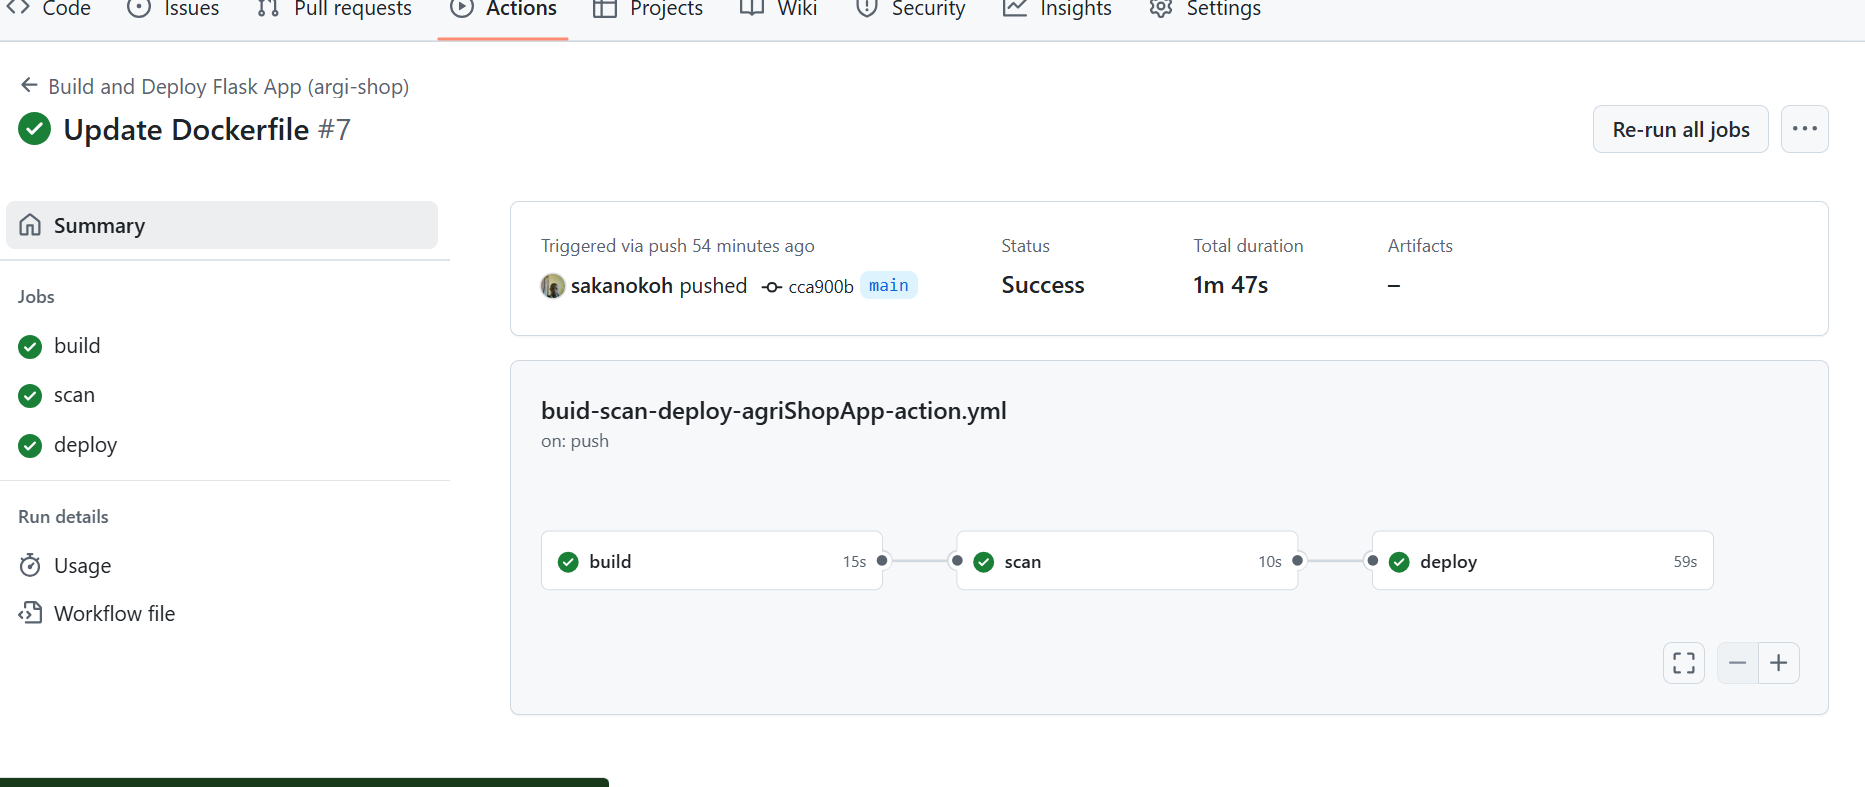 Code Issues Pull requests Actions Projects Wiki Security Insights Settings
Build and Deploy Flask App (argi-shop)
Update Dockerfile #7
Re-run all jobs
Summary
Jobs
build
scan
deploy
Run details
Usage
Workflow file
Triggered via push 54 minutes ago
sakanokoh pushed cca900b main
Status
Success
Total duration
1m 47s
Artifacts
–
buid-scan-deploy-agriShopApp-action.yml
on: push
build 15s
scan 10s
deploy 59s